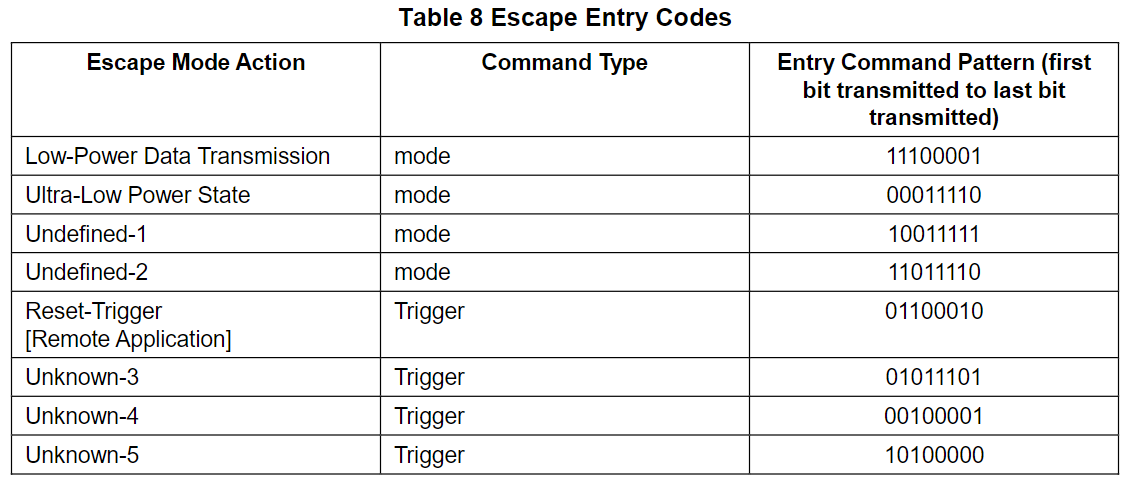 Table 8 Escape Entry Codes
Escape Mode Action Command Type Entry Command Pattern (first
bit transmitted to last bit
transmitted)
Low-Power Data Transmission mode 11100001
Ultra-Low Power State mode 00011110
Undefined-1 mode 10011111
Undefined-2 mode 11011110
Reset-Trigger Trigger 01100010
[Remote Application]
Unknown-3 Trigger 01011101
Unknown-4 Trigger 00100001
Unknown-5 Trigger 10100000